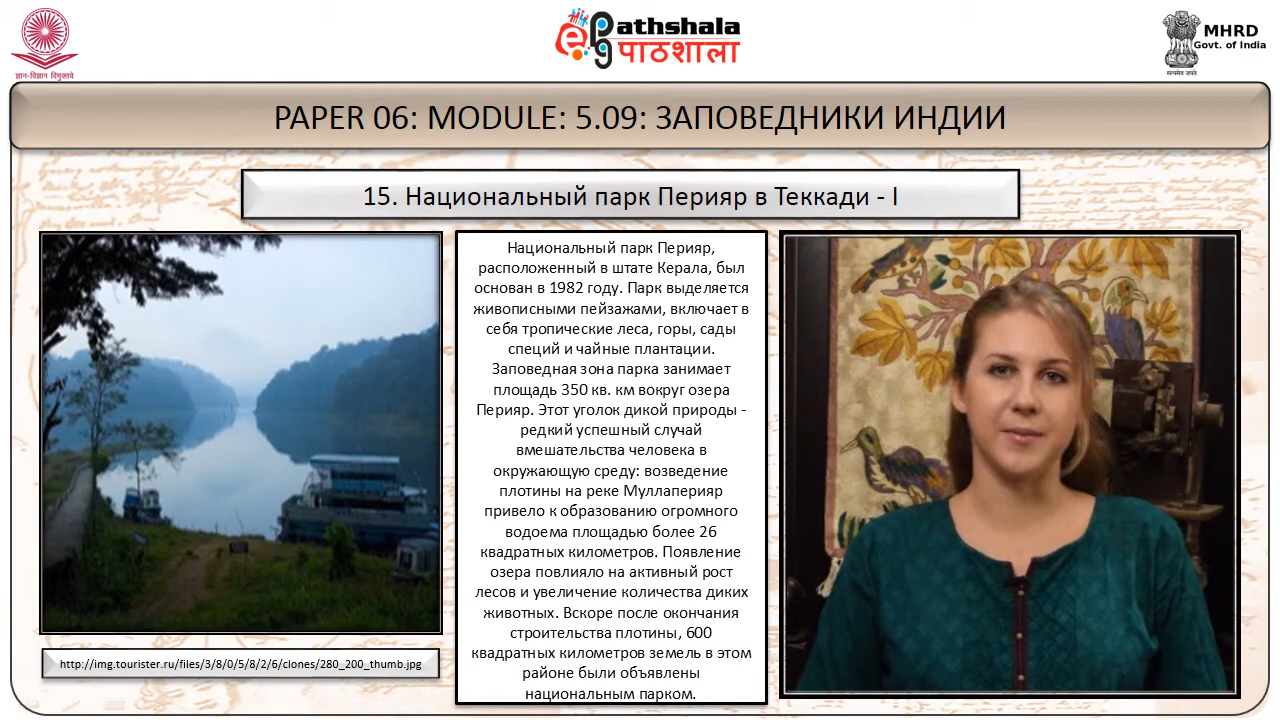 ज्ञान-विज्ञान विमुक्तये
ePg Pathshala
पाठशाला
MHRD
Govt. of India
सत्यमेव जयते
PAPER 06: MODULE: 5.09: ЗАПОВЕДНИКИ ИНДИИ
15. Национальный парк Перияр в Теккади - I
Национальный парк Перияр,
расположенный в штате Керала, был
основан в 1982 году. Парк выделяется
живописными пейзажами, включает в
себя тропические леса, горы, сады
специй и чайные плантации.
Заповедная зона парка занимает
площадь 350 кв. км вокруг озера
Перияр. Этот уголок дикой природы -
редкий успешный случай
вмешательства человека в
окружающую среду: возведение
плотины на реке Муллаперияр
привело к образованию огромного
водоема площадью более 26
квадратных километров. Появление
озера повлияло на активный рост
лесов и увеличение количества диких
животных. Вскоре после окончания
строительства плотины, 600
квадратных километров земель в этом
районе были объявлены
национальным парком.
http://img.tourister.ru/files/3/8/0/5/8/2/6/clones/280_200_thumb.jpg